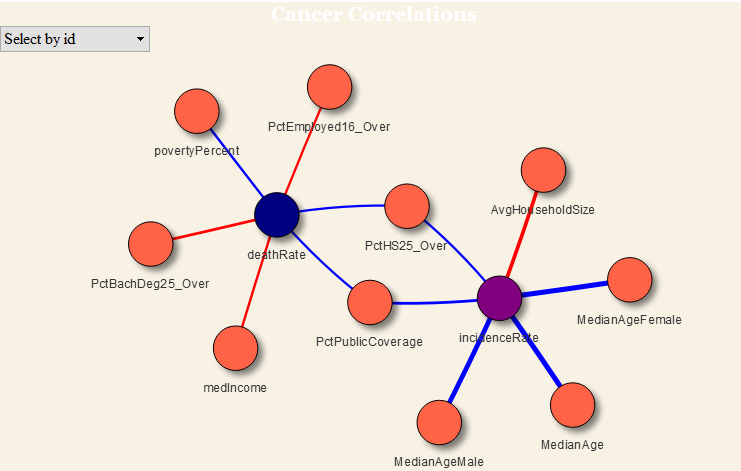 Cancer Correlations
Select by id
PctEmployed16_Over
povertyPercent
AvgHouseholdSize
PctHS25_Over
deathRate
PctBachDeg25_Over
MedianAgeFemale
incidenceRate
PctPublicCoverage
medIncome
MedianAge
MedianAgeMale